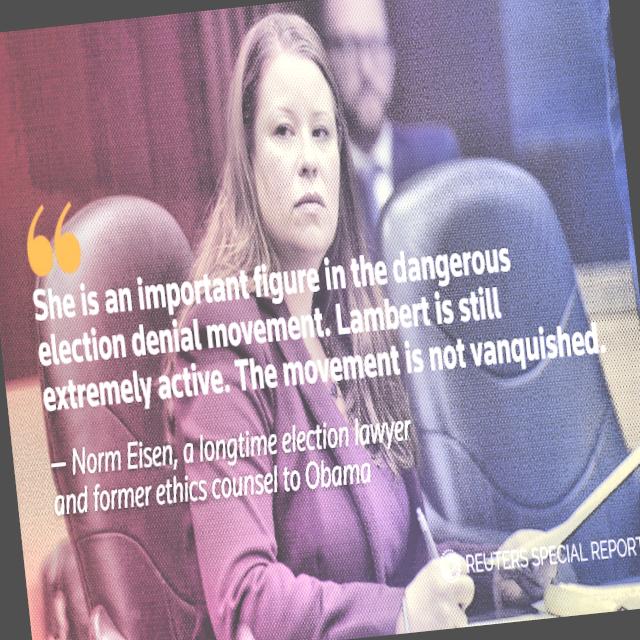 “
She is an important figure in the dangerous
election denial movement. Lambert is still
extremely active. The movement is not vanquished.
– Norm Eisen, a longtime election lawyer
and former ethics counsel to Obama
REUTERS SPECIAL REPORT